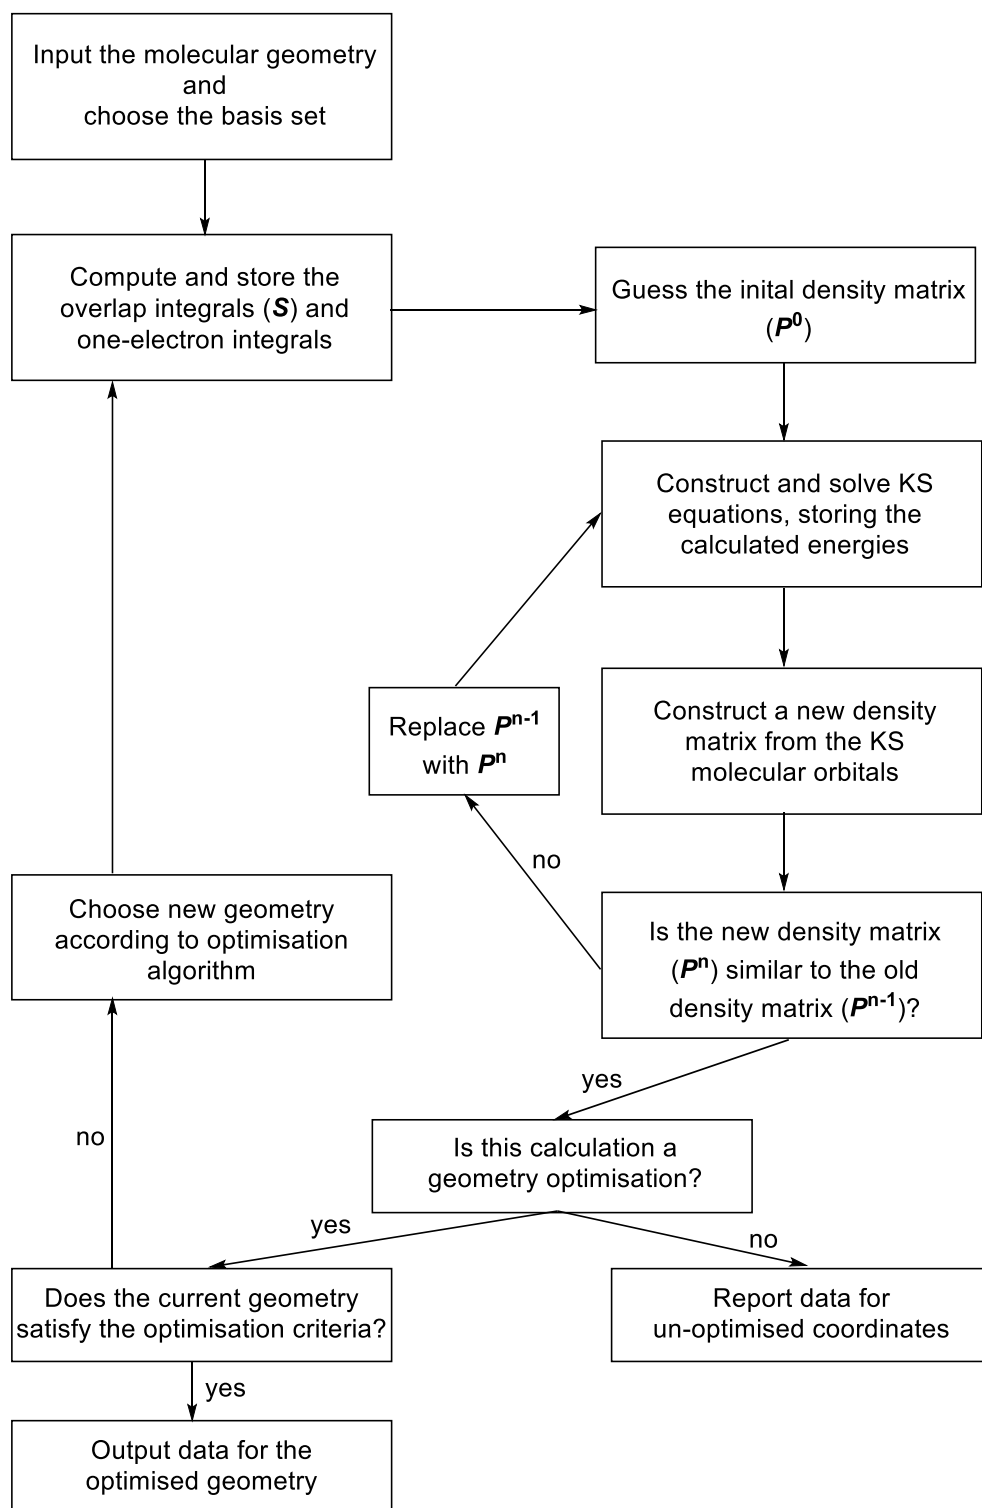 Input the molecular geometry
and
choose the basis set
Compute and store the
overlap integrals (S) and
one-electron integrals
Guess the inital density matrix
(P⁰)
Construct and solve KS
equations, storing the
calculated energies
Replace Pⁿ⁻¹
with Pⁿ
Construct a new density
matrix from the KS
molecular orbitals
no
Choose new geometry
according to optimisation
algorithm
Is the new density matrix
(Pⁿ) similar to the old
density matrix (Pⁿ⁻¹)?
yes
no
Is this calculation a
geometry optimisation?
yes
no
Does the current geometry
satisfy the optimisation criteria?
Report data for
un-optimised coordinates
yes
Output data for the
optimised geometry